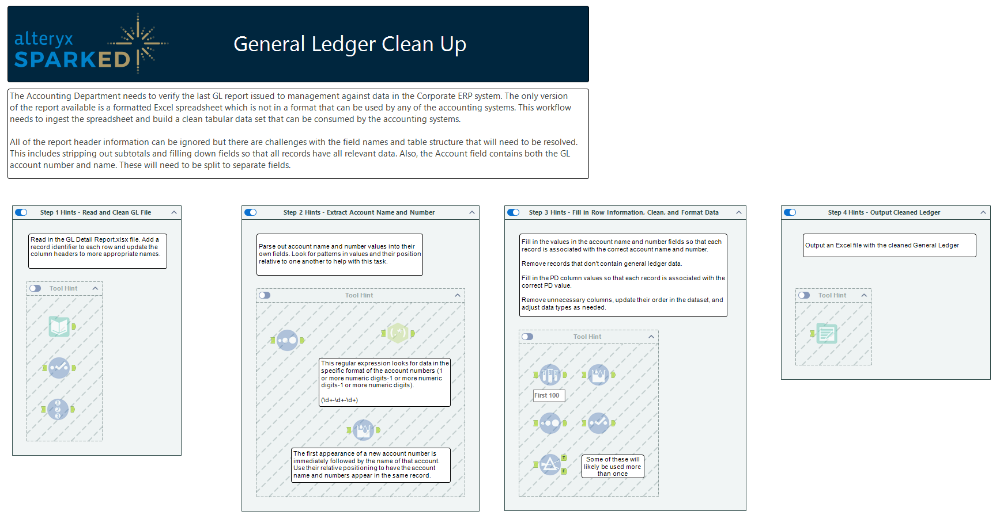 alteryx
SPARKED
General Ledger Clean Up
The Accounting Department needs to verify the last GL report issued to management against data in the Corporate ERP system. The only version
of the report available is a formatted Excel spreadsheet which is not in a format that can be used by any of the accounting systems. This workflow
needs to ingest the spreadsheet and build a clean tabular data set that can be consumed by the accounting systems.
All of the report header information can be ignored but there are challenges with the field names and table structure that will need to be resolved.
This includes stripping out subtotals and filling down fields so that all records have all relevant data. Also, the Account field contains both the GL
account number and name. These will need to be split to separate fields.
Step 1 Hints - Read and Clean GL File
Read in the GL Detail Report.xlsx file. Add a
record identifier to each row and update the
column headers to more appropriate names.
Tool Hint
1
2
3
Step 2 Hints - Extract Account Name and Number
Parse out account name and number values into their
own fields. Look for patterns in values and their position
relative to one another to help with this task.
Tool Hint
(.*)
This regular expression looks for data in the
specific format of the account numbers (1
or more numeric digits-1 or more numeric
digits-1 or more numeric digits).
(\d+-\d+-\d+)
The first appearance of a new account number is
immediately followed by the name of that account.
Use their relative positioning to have the account
name and numbers appear in the same record.
Step 3 Hints - Fill in Row Information, Clean, and Format Data
Fill in the values in the account name and number fields so that each
record is associated with the correct account name and number.
Remove records that don't contain general ledger data.
Fill in the PD column values so that each record is associated with the
correct PD value.
Remove unnecessary columns, update their order in the dataset, and
adjust data types as needed.
Tool Hint
First 100
T
F
Some of these will
likely be used more
than once
Step 4 Hints - Output Cleaned Ledger
Output an Excel file with the cleaned General Ledger
Tool Hint